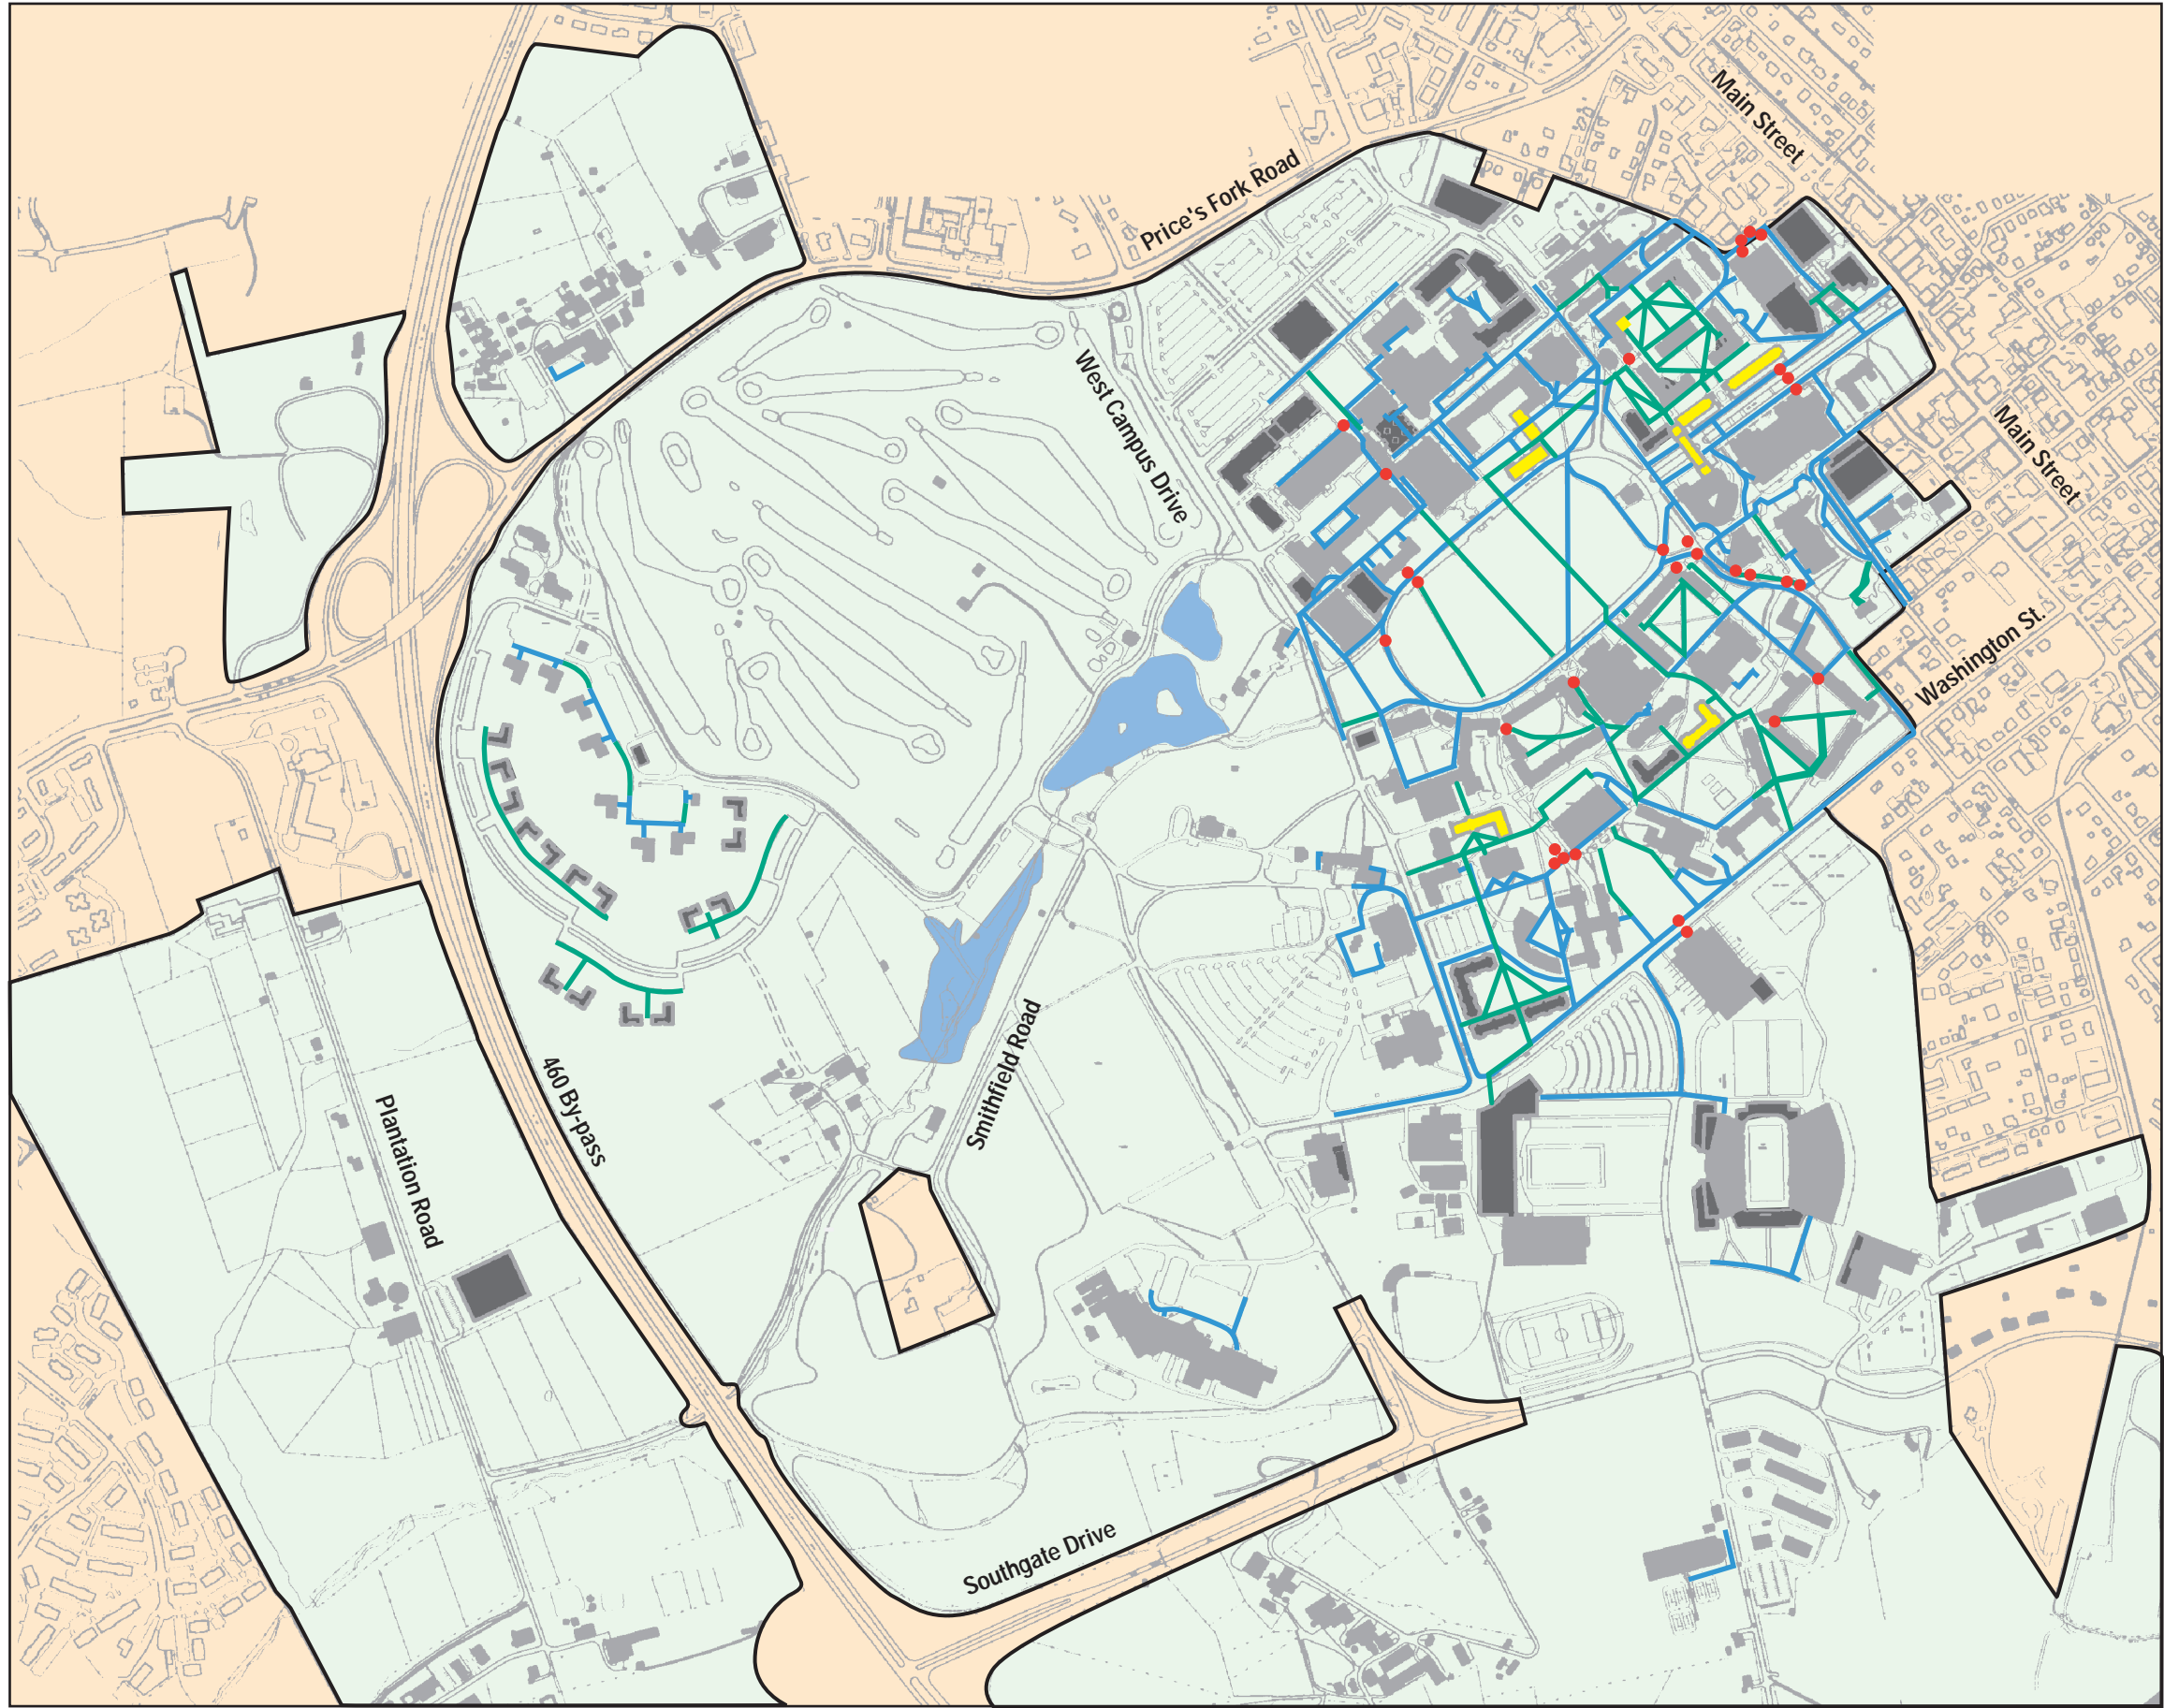 Main Street
Price's Fork Road
West Campus Drive
Main Street
Washington St.
Smithfield Road
460 By-pass
Plantation Road
Southgate Drive